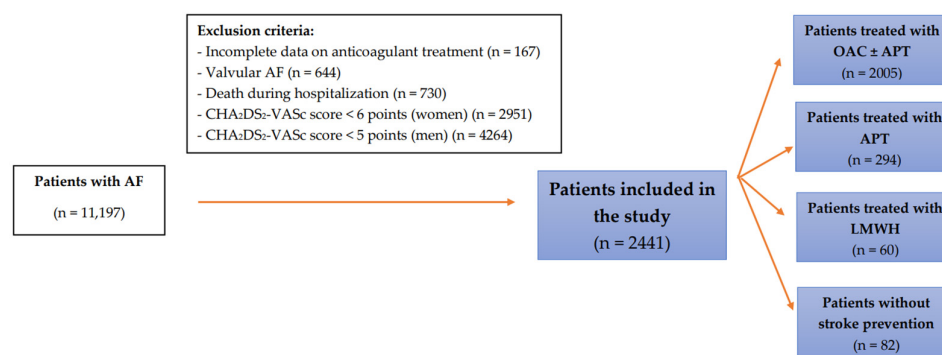 Exclusion criteria:
- Incomplete data on anticoagulant treatment (n = 167)
- Valvular AF (n = 644)
- Death during hospitalization (n = 730)
- CHA₂DS₂-VASc score < 6 points (women) (n = 2951)
- CHA₂DS₂-VASc score < 5 points (men) (n = 4264)
Patients with AF
(n = 11,197)
Patients included in
the study
(n = 2441)
Patients treated with
OAC ± APT
(n = 2005)
Patients treated with
APT
(n = 294)
Patients treated with
LMWH
(n = 60)
Patients without
stroke prevention
(n = 82)